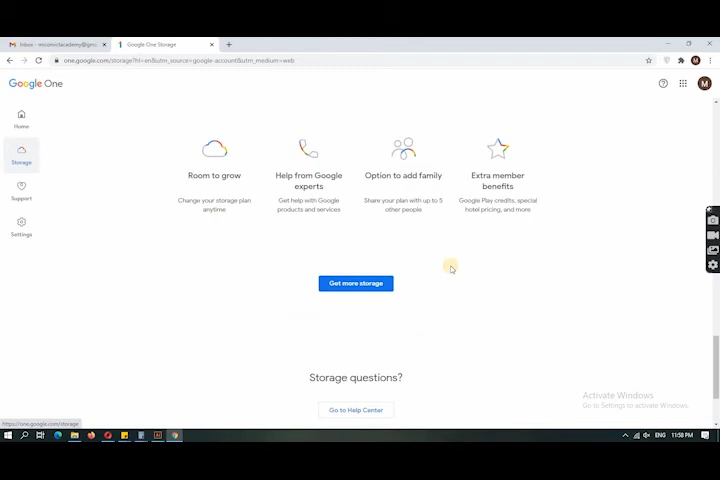 Inbox - mcomictacademy@gmai
Google One Storage
one.google.com/storage?hl=en&utm_source=google-account&utm_medium=web
M
Google One
M
Home
Storage
Support
Settings
Room to grow
Change your storage plan
anytime
Help from Google
experts
Get help with Google
products and services
Option to add family
Share your plan with up to 5
other people
Extra member
benefits
Google Play credits, special
hotel pricing, and more
Get more storage
Storage questions?
Go to Help Center
Activate Windows
Go to Settings to activate Windows.
https://one.google.com/storage
ENG
11:58 PM